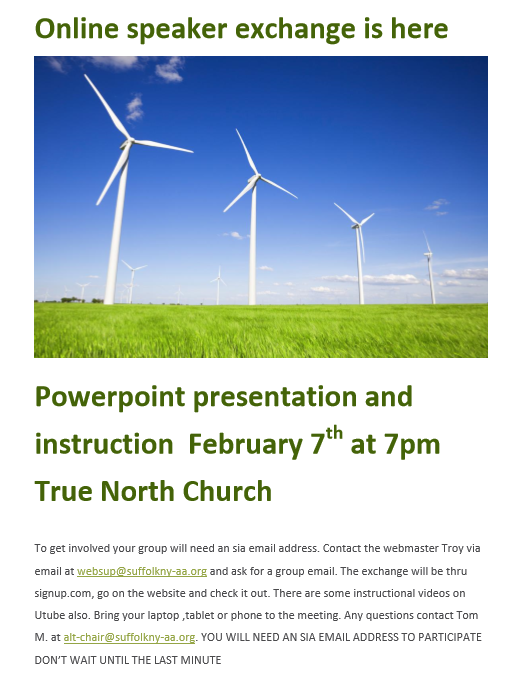 Online speaker exchange is here
Powerpoint presentation and
instruction  February 7th at 7pm
True North Church
To get involved your group will need an sia email address. Contact the webmaster Troy via
email at websup@suffolkny-aa.org and ask for a group email. The exchange will be thru
signup.com, go on the website and check it out. There are some instructional videos on
Utube also. Bring your laptop ,tablet or phone to the meeting. Any questions contact Tom
M. at alt-chair@suffolkny-aa.org. YOU WILL NEED AN SIA EMAIL ADDRESS TO PARTICIPATE
DON’T WAIT UNTIL THE LAST MINUTE